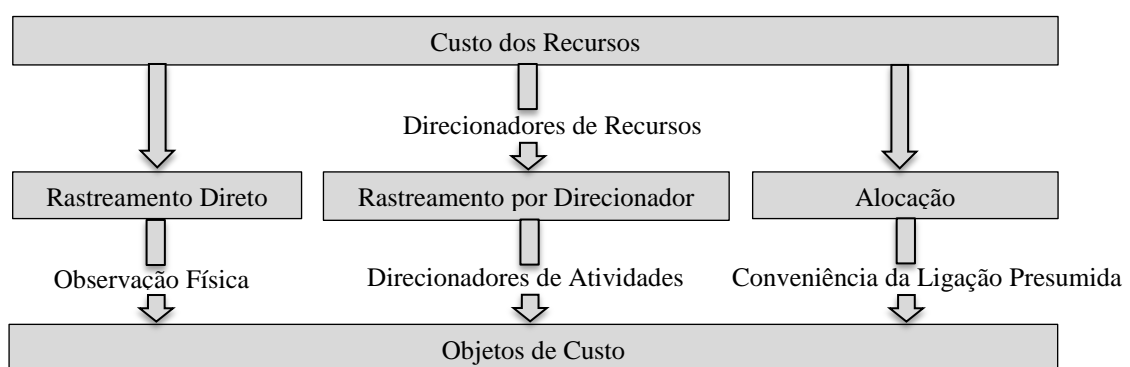 Custo dos Recursos
Direcionadores de Recursos
Rastreamento Direto
Rastreamento por Direcionador
Alocação
Observação Física
Direcionadores de Atividades
Conveniência da Ligação Presumida
Objetos de Custo